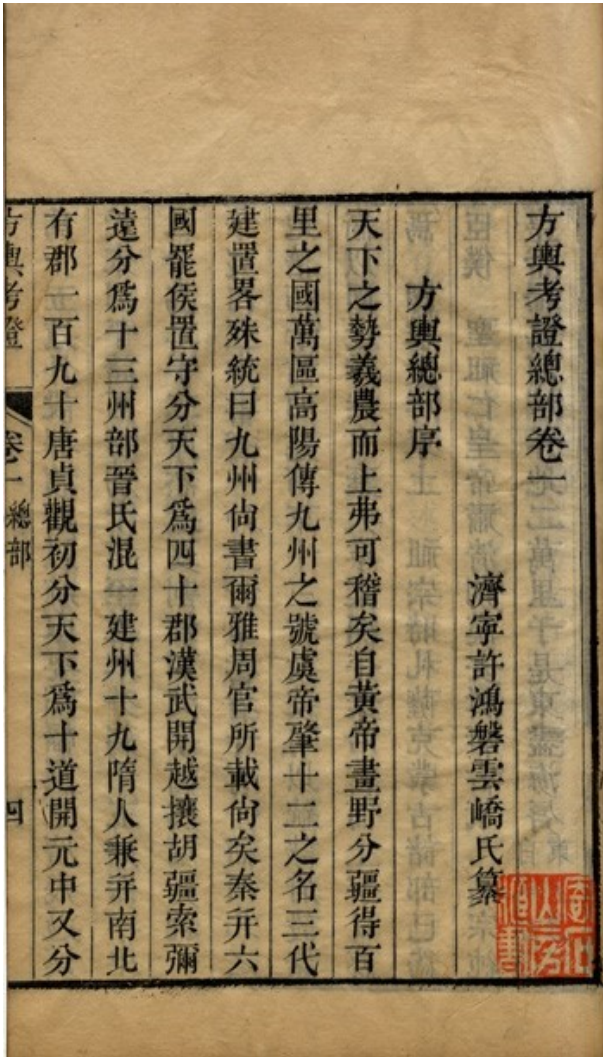 方輿考證總部卷一
濟寧許鴻磐雲嶠氏纂
方輿總部序
天下之勢羲農而上弗可稽矣自黃帝畫野分疆得百
里之國萬區高陽傳九州之號虞帝肇十二之名三代
建置畧殊統曰九州尙書爾雅周官所載尙矣秦幷六
國罷侯置守分天下爲四十郡漢武開越攘胡疆索彌
遠分爲十三州部晉氏混一建州十九隋人兼幷南北
有郡一百九十唐貞觀初分天下爲十道開元中又分
方輿考證
卷一 總部
四